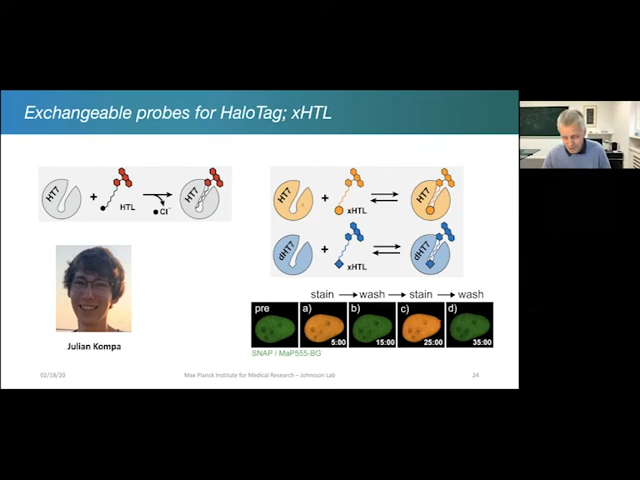 Exchangeable probes for HaloTag; xHTL
HT7 + HTL Cl⁻ HT7
HT7 + xHTL HT7
dHT7 + xHTL dHT7
Julian Kompa
stain → wash → stain → wash
pre a) b) c) d)
5:00 15:00 25:00 35:00
SNAP / MaP555-BG
02/18/20 Max Planck Institute for Medical Research – Johnsson Lab 24